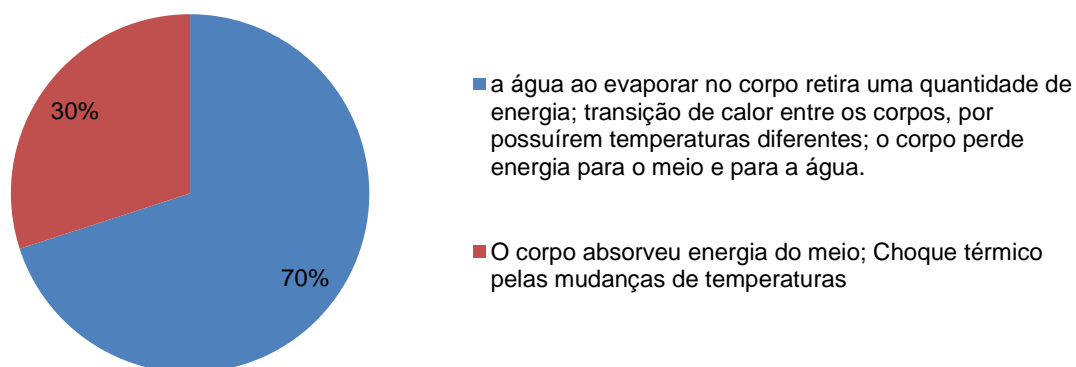 a água ao evaporar no corpo retira uma quantidade de
energia; transição de calor entre os corpos, por
possuírem temperaturas diferentes; o corpo perde
energia para o meio e para a água.
30%
O corpo absorveu energia do meio; Choque térmico
pelas mudanças de temperaturas
70%